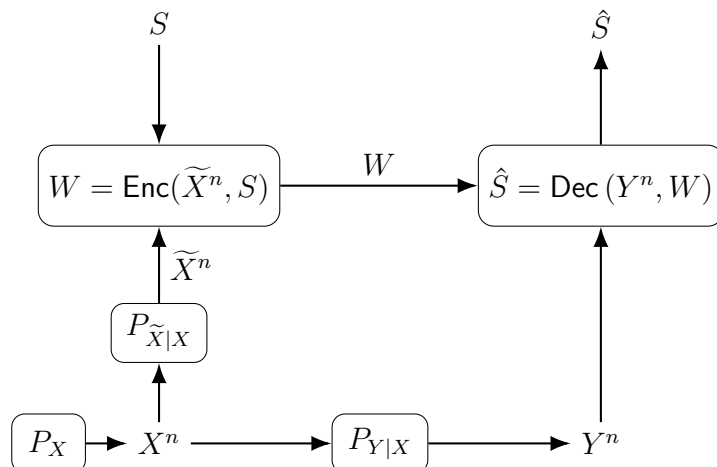 S
Ŝ
W = Enc(X̃ⁿ, S)
W
Ŝ = Dec (Yⁿ, W)
X̃ⁿ
P_{X̃|X}
P_X
Xⁿ
P_{Y|X}
Yⁿ